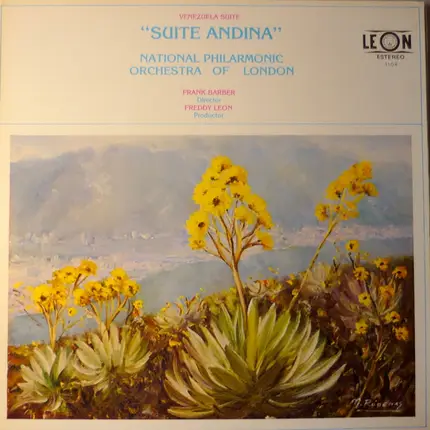 VENEZUELA SUITE
"SUITE ANDINA"
NATIONAL PHILARMONIC
ORCHESTRA OF LONDON
FRANK BARBER
Director
FREDDY LEON
Productor
LEON
ESTEREO